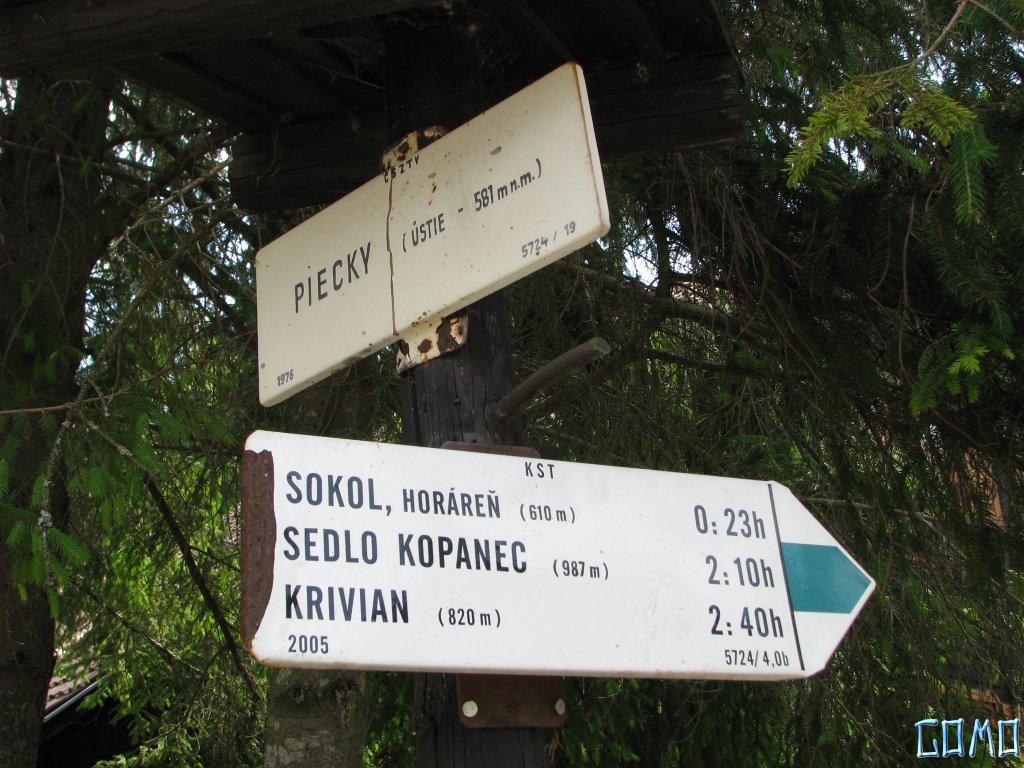 ČSZTV
PIECKY (ÚSTIE - 581 m n.m.)
5724 / 19
1976
KST
SOKOL, HORÁREŇ (610 m) 0:23h
SEDLO KOPANEC (987 m) 2:10h
KRIVIAN (820 m) 2:40h
2005 5724/4,0b
GOMO